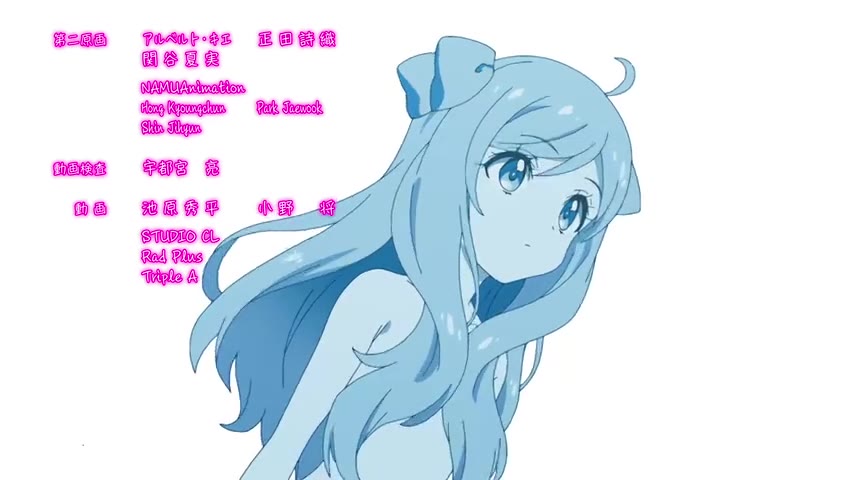 第二原画 アルベルト・キエ 正田詩織
関谷夏実
NAMUAnimation
Hong Kyoungchun Park Jaewook
Shin Jihyun
動画検査 宇都宮 亮
動画 池原秀平 小野 将
STUDIO CL
Rad Plus
Triple A